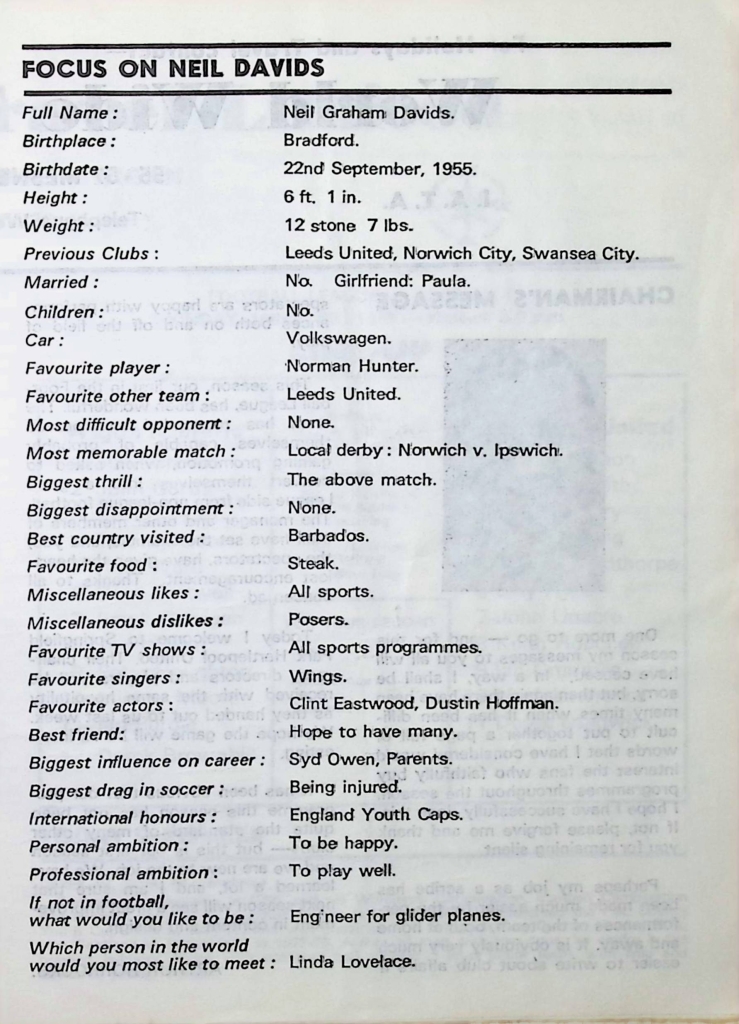 FOCUS ON NEIL DAVIDS
Full Name : Neil Graham Davids.
Birthplace : Bradford.
Birthdate : 22nd September, 1955.
Height : 6 ft. 1 in.
Weight : 12 stone 7 lbs.
Previous Clubs : Leeds United, Norwich City, Swansea City.
Married : No. Girlfriend: Paula.
Children : No.
Car : Volkswagen.
Favourite player : Norman Hunter.
Favourite other team : Leeds United.
Most difficult opponent : None.
Most memorable match : Local derby : Norwich v. Ipswich.
Biggest thrill : The above match.
Biggest disappointment : None.
Best country visited : Barbados.
Favourite food : Steak.
Miscellaneous likes : All sports.
Miscellaneous dislikes : Posers.
Favourite TV shows : All sports programmes.
Favourite singers : Wings.
Favourite actors : Clint Eastwood, Dustin Hoffman.
Best friend: Hope to have many.
Biggest influence on career : Syd Owen, Parents.
Biggest drag in soccer : Being injured.
International honours : England Youth Caps.
Personal ambition : To be happy.
Professional ambition : To play well.
If not in football,
what would you like to be : Eng'neer for glider planes.
Which person in the world
would you most like to meet : Linda Lovelace.